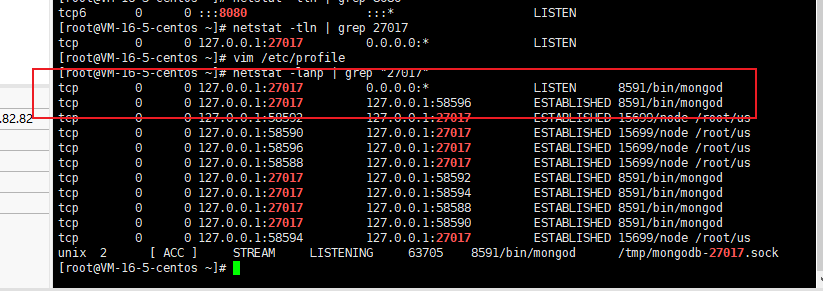 [root@VM-16-5-centos ~]# netstat -tln | grep 8080
tcp6 0 0 :::8080 :::* LISTEN
[root@VM-16-5-centos ~]# netstat -tln | grep 27017
tcp 0 0 127.0.0.1:27017 0.0.0.0:* LISTEN
[root@VM-16-5-centos ~]# vim /etc/profile
[root@VM-16-5-centos ~]# netstat -lanp | grep "27017"
tcp 0 0 127.0.0.1:27017 0.0.0.0:* LISTEN 8591/bin/mongod
tcp 0 0 127.0.0.1:27017 127.0.0.1:58596 ESTABLISHED 8591/bin/mongod
.82.82
tcp 0 0 127.0.0.1:58592 127.0.0.1:27017 ESTABLISHED 15699/node /root/us
tcp 0 0 127.0.0.1:58590 127.0.0.1:27017 ESTABLISHED 15699/node /root/us
tcp 0 0 127.0.0.1:58596 127.0.0.1:27017 ESTABLISHED 15699/node /root/us
tcp 0 0 127.0.0.1:58588 127.0.0.1:27017 ESTABLISHED 15699/node /root/us
tcp 0 0 127.0.0.1:27017 127.0.0.1:58592 ESTABLISHED 8591/bin/mongod
tcp 0 0 127.0.0.1:27017 127.0.0.1:58594 ESTABLISHED 8591/bin/mongod
tcp 0 0 127.0.0.1:27017 127.0.0.1:58588 ESTABLISHED 8591/bin/mongod
tcp 0 0 127.0.0.1:27017 127.0.0.1:58590 ESTABLISHED 8591/bin/mongod
tcp 0 0 127.0.0.1:58594 127.0.0.1:27017 ESTABLISHED 15699/node /root/us
unix 2 [ ACC ] STREAM LISTENING 63705 8591/bin/mongod /tmp/mongodb-27017.sock
[root@VM-16-5-centos ~]#